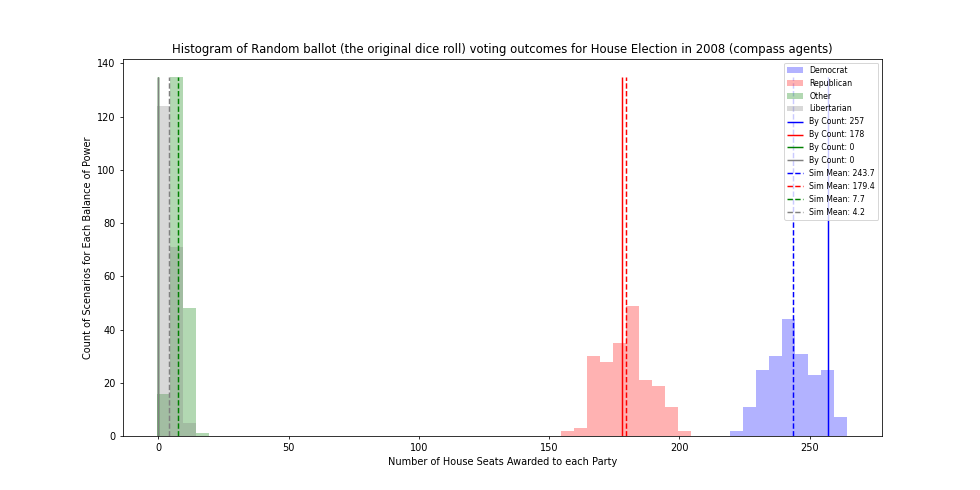 Histogram of Random ballot (the original dice roll) voting outcomes for House Election in 2008 (compass agents)
Count of Scenarios for Each Balance of Power
140
120
100
80
60
40
20
0
Democrat
Republican
Other
Libertarian
By Count: 257
By Count: 178
By Count: 0
By Count: 0
Sim Mean: 243.7
Sim Mean: 179.4
Sim Mean: 7.7
Sim Mean: 4.2
0 50 100 150 200 250
Number of House Seats Awarded to each Party